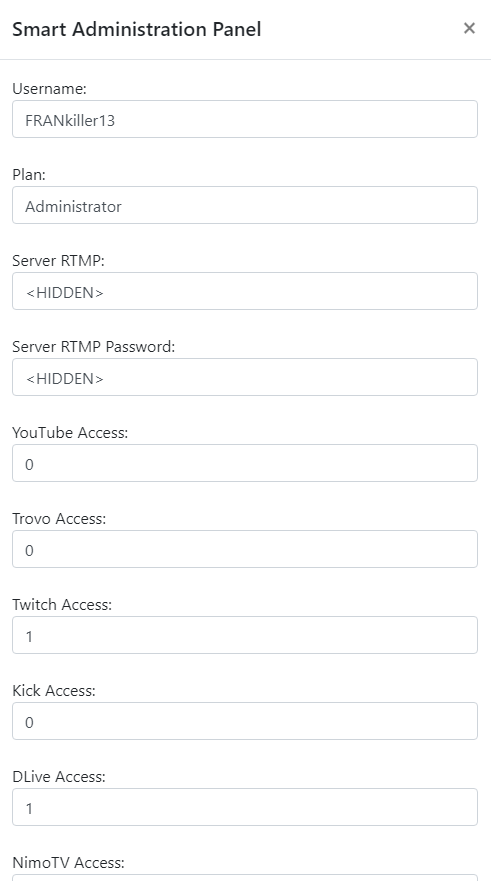 Smart Administration Panel ×
Username:
FRANkiller13
Plan:
Administrator
Server RTMP:
<HIDDEN>
Server RTMP Password:
<HIDDEN>
YouTube Access:
0
Trovo Access:
0
Twitch Access:
1
Kick Access:
0
DLive Access:
1
NimoTV Access: